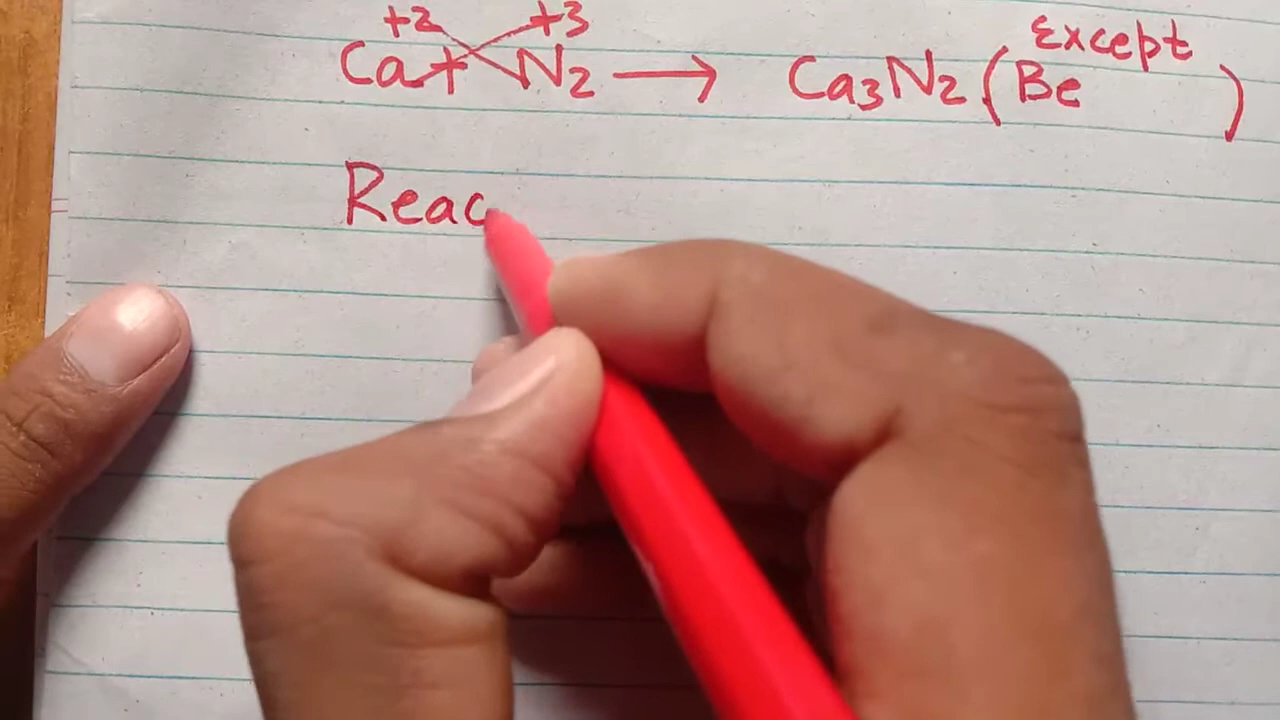 +2 +3
Ca + N2 → Ca3N2 (Be except)
Reac